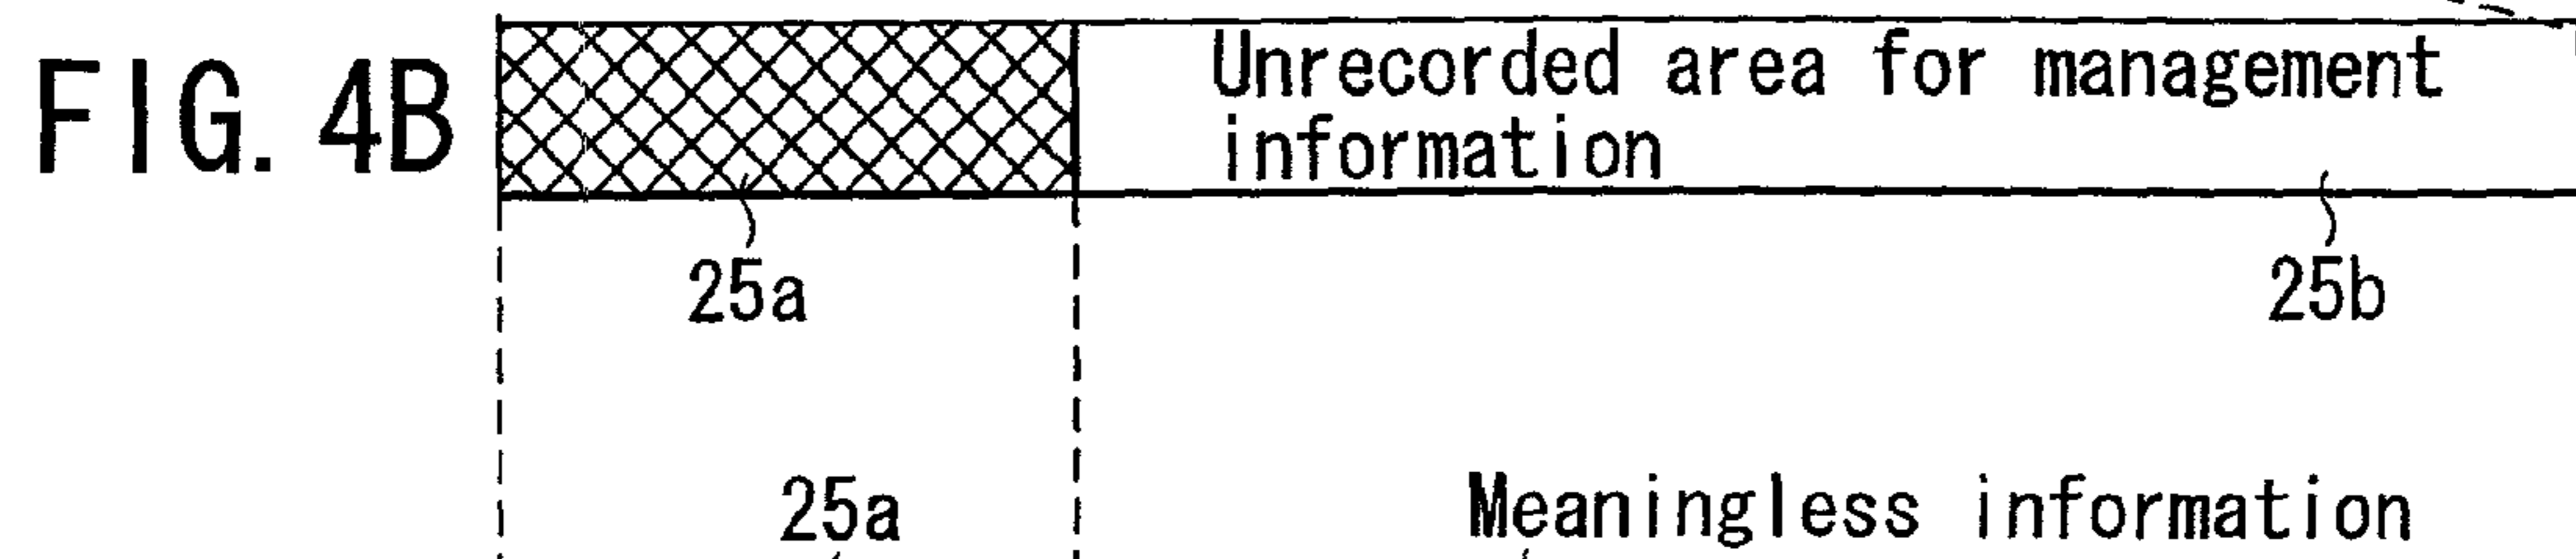 FIG. 4B
Unrecorded area for management
information
25a
25b
25a
Meaningless information